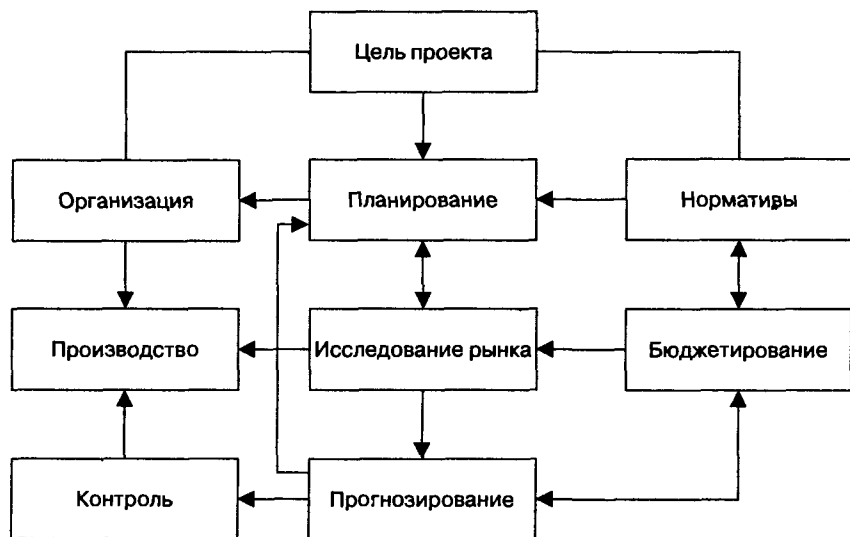 Цель проекта
Организация
Планирование
Нормативы
Производство
Исследование рынка
Бюджетирование
Контроль
Прогнозирование